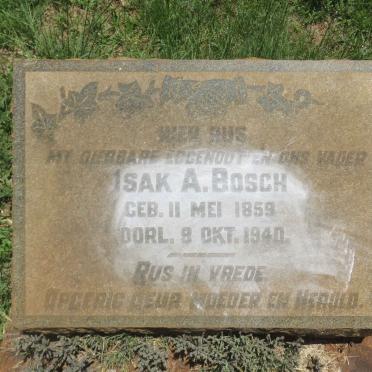 HIER RUS
MY DIERBARE EGGENOOT EN ONS VADER
ISAK A. BOSCH
GEB. 11 MEI 1859
OORL. 8 OKT. 1940.
RUS IN VREDE
OPGERIG DEUR MOEDER EN KINDERS.